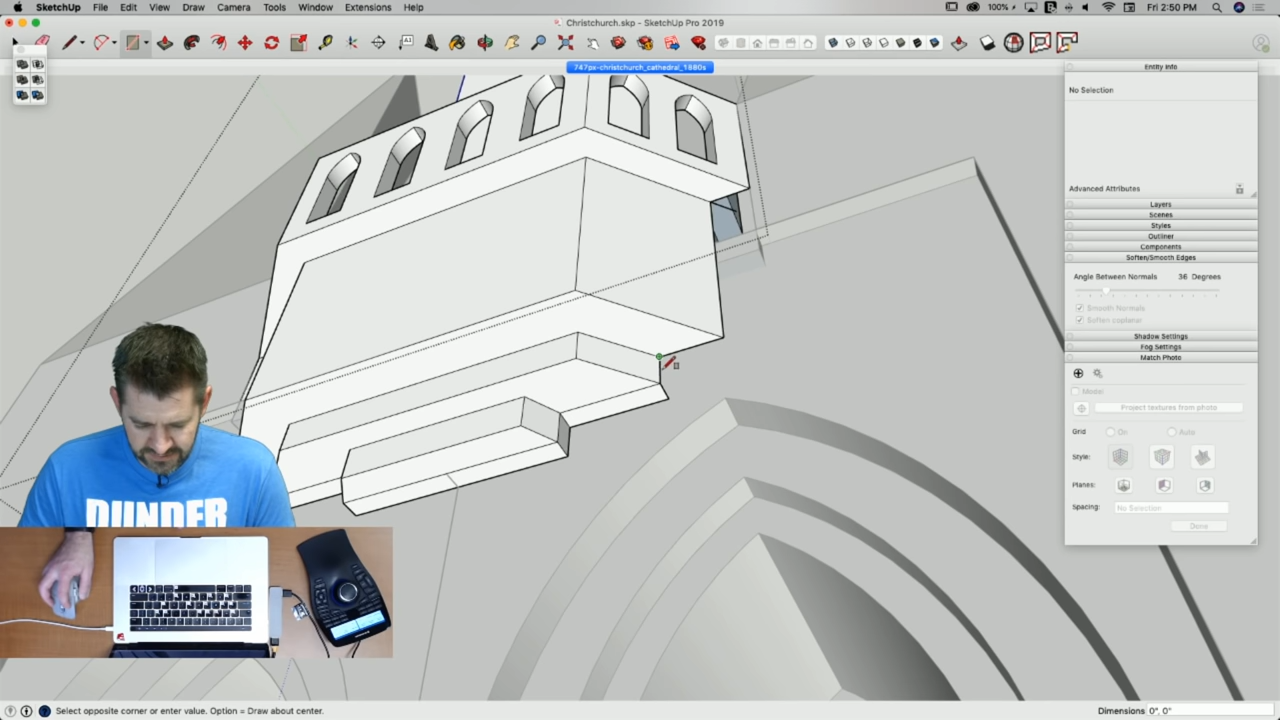 SketchUp File Edit View Draw Camera Tools Window Extensions Help
100% Fri 2:50 PM
Christchurch.skp - SketchUp Pro 2019
747px-christchurch_cathedral_1880s
Entity Info
No Selection
Advanced Attributes
Layers
Scenes
Styles
Outliner
Components
Soften/Smooth Edges
Angle Between Normals 36 Degrees
Smooth Normals
Soften coplanar
Shadow Settings
Fog Settings
Match Photo
Model
Project textures from photo
Grid On Auto
Style:
Planes:
Spacing: No Selection
Done
DUNDER
Select opposite corner or enter value. Option = Draw about center.
Dimensions 0", 0"